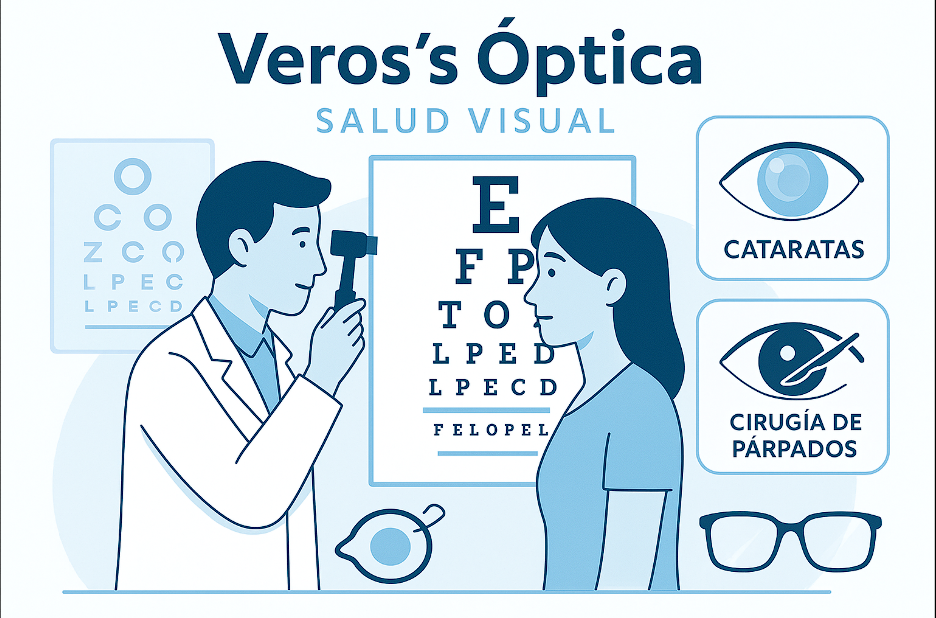 Veros's Óptica
SALUD VISUAL
O
C O
Z C O
L P E C
L P E C D
E
F P
T O
L P E D
L P E C D
F E L O P E L
CATARATAS
CIRUGÍA DE
PÁRPADOS